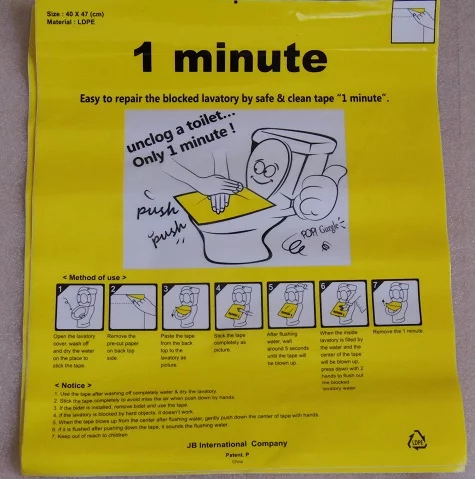 Size : 40 X 47 (cm)
Material : LDPE
1 minute
Easy to repair the blocked lavatory by safe & clean tape "1 minute".
unclog a toilet...
Only 1 minute !
push
push
POP! Gurgle
< Method of use >
1
2
3
4
5
6
7
Open the lavatory
cover, wash off
and dry the water
on the place to
stick the tape.
Remove the
pre-cut paper
on back top
side.
Paste the tape
from the back
top to the
lavatory as
picture.
Stick the tape
completely as
picture.
After flushing
water, wait
around 5 seconds
until the tape
will be blown up.
When the inside
lavatory is filled by
the water and the
center of the tape
will be blown up,
press down with 2
hands to flush out
the blocked
lavatory water.
Remove the 1 minute.
< Notice >
1. Use the tape after washing off completely water & dry the lavatory.
2. Stick the tape completely to avoid miss the air when push down by hands.
3. If the bidet is installed, remove bidet and use the tape.
4. If the lavatory is blocked by hard objects, it doesn't work.
5. When the tape blows up from the center after flushing water, gently push down the center of tape with hands.
6. If it is flushed after pushing down the tape, it sounds the flushing water.
7. Keep out of reach to children
JB International Company
Patent. P
China
LDPE